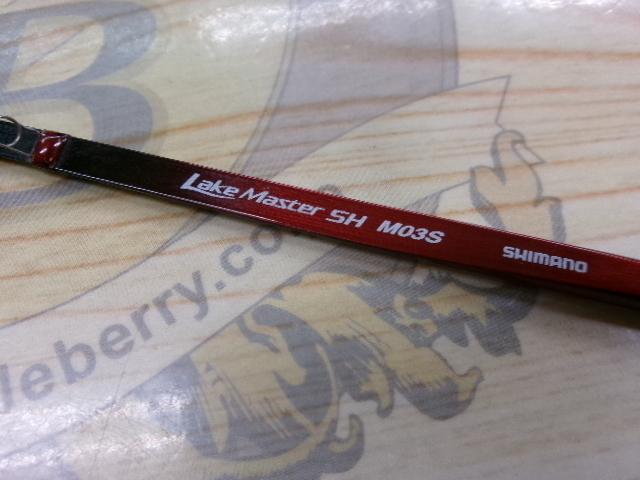 Lake Master SH M03S SHIMANO
B
leberry.co